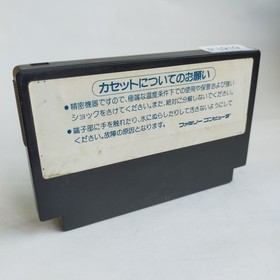 カセットについてのお願い
●精密機器ですので、極端な温度条件下での使用や保管および強い
ショックをさけてください。また、絶対に分解しないでください。
●端子部に手を触れたり、水にぬらしたりして汚さないようにして
ください。故障の原因となります。
ファミリーコンピュータ